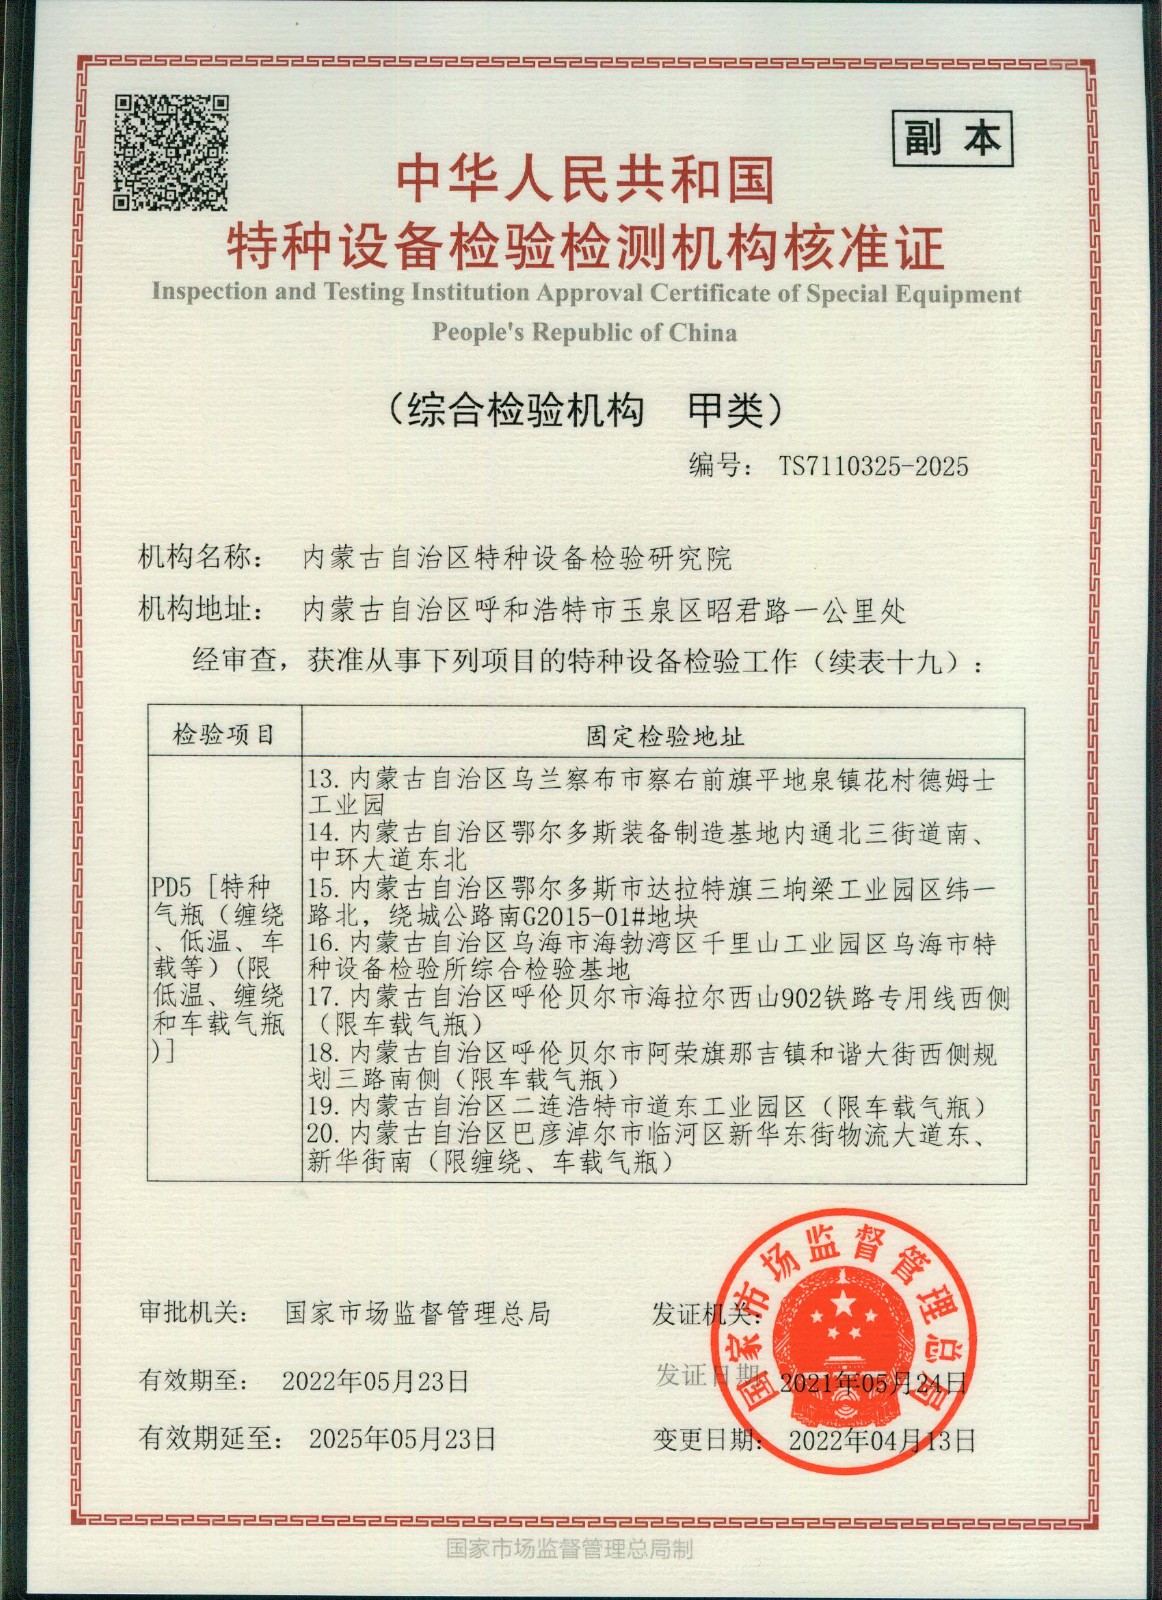 副 本
中华人民共和国
特种设备检验检测机构核准证
Inspection and Testing Institution Approval Certificate of Special Equipment
People's Republic of China
（综合检验机构　甲类）
编号： TS7110325-2025
机构名称： 内蒙古自治区特种设备检验研究院
机构地址： 内蒙古自治区呼和浩特市玉泉区昭君路一公里处
经审查，获准从事下列项目的特种设备检验工作（续表十九）：
检验项目
固定检验地址
PD5 [特种
气瓶（缠绕
、低温、车
载等）(限
低温、缠绕
和车载气瓶
)]
13.内蒙古自治区乌兰察布市察右前旗平地泉镇花村德姆士
工业园
14.内蒙古自治区鄂尔多斯装备制造基地内通北三街道南、
中环大道东北
15.内蒙古自治区鄂尔多斯市达拉特旗三垧梁工业园区纬一
路北，绕城公路南G2015-01#地块
16.内蒙古自治区乌海市海勃湾区千里山工业园区乌海市特
种设备检验所综合检验基地
17.内蒙古自治区呼伦贝尔市海拉尔西山902铁路专用线西侧
（限车载气瓶）
18.内蒙古自治区呼伦贝尔市阿荣旗那吉镇和谐大街西侧规
划三路南侧（限车载气瓶）
19.内蒙古自治区二连浩特市道东工业园区（限车载气瓶）
20.内蒙古自治区巴彦淖尔市临河区新华东街物流大道东、
新华街南（限缠绕、车载气瓶）
审批机关： 国家市场监督管理总局
发证机关：
国家市场监督管理总局
有效期至： 2022年05月23日
发证日期 2021年05月24日
有效期延至： 2025年05月23日
变更日期： 2022年04月13日
国家市场监督管理总局制